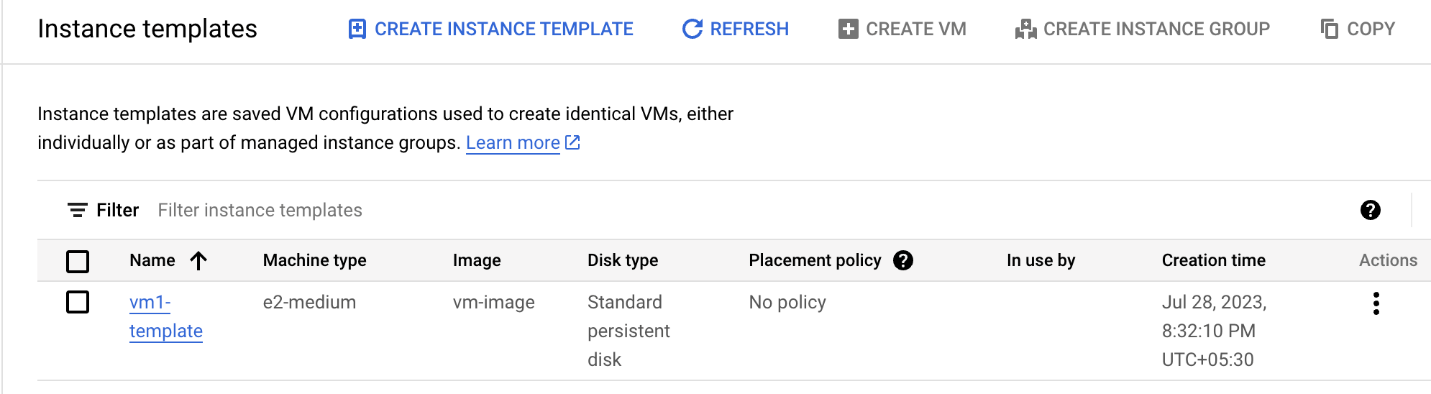 Instance templates CREATE INSTANCE TEMPLATE REFRESH CREATE VM CREATE INSTANCE GROUP COPY
Instance templates are saved VM configurations used to create identical VMs, either
individually or as part of managed instance groups. Learn more
Filter Filter instance templates
Name Machine type Image Disk type Placement policy In use by Creation time Actions
vm1- e2-medium vm-image Standard No policy Jul 28, 2023,
template persistent 8:32:10 PM
disk UTC+05:30